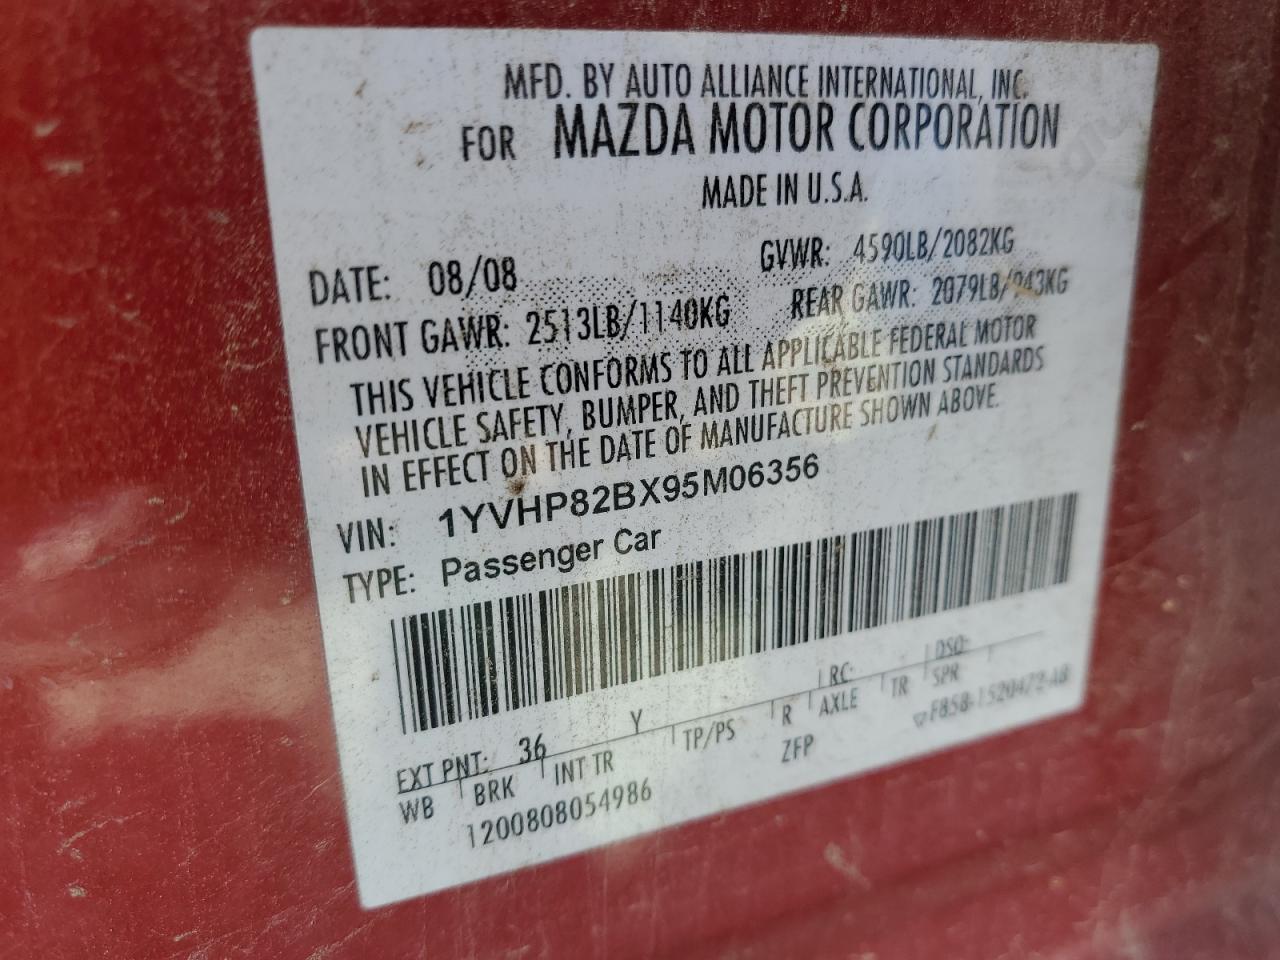 MFD. BY AUTO ALLIANCE INTERNATIONAL, INC.
FOR MAZDA MOTOR CORPORATION
MADE IN U.S.A.
DATE: 08/08 GVWR: 4590LB/2082KG
FRONT GAWR: 2513LB/1140KG REAR GAWR: 2079LB/943KG
THIS VEHICLE CONFORMS TO ALL APPLICABLE FEDERAL MOTOR
VEHICLE SAFETY, BUMPER, AND THEFT PREVENTION STANDARDS
IN EFFECT ON THE DATE OF MANUFACTURE SHOWN ABOVE.
VIN: 1YVHP82BX95M06356
TYPE: Passenger Car
EXT PNT: 36 Y RC: DSO:
WB BRK INT TR TP/PS R AXLE TR SPR
1200808054986 ZFP